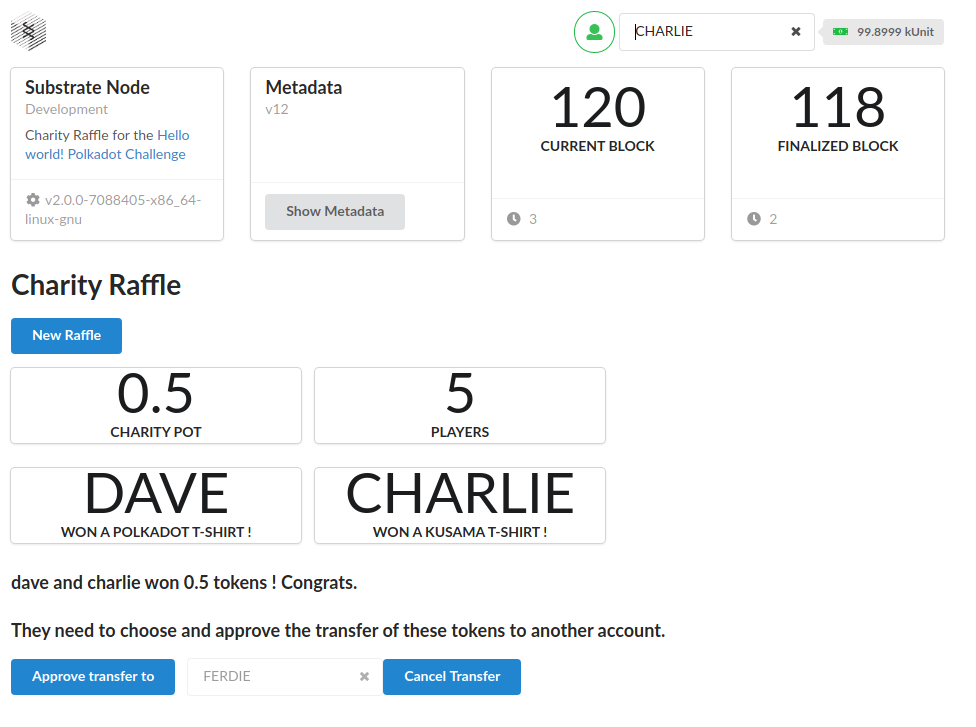 CHARLIE
99.8999 kUnit
Substrate Node
Development
Charity Raffle for the Hello
world! Polkadot Challenge
v2.0.0-7088405-x86_64-
linux-gnu
Metadata
v12
Show Metadata
120
CURRENT BLOCK
3
118
FINALIZED BLOCK
2
Charity Raffle
New Raffle
0.5
CHARITY POT
5
PLAYERS
DAVE
WON A POLKADOT T-SHIRT !
CHARLIE
WON A KUSAMA T-SHIRT !
dave and charlie won 0.5 tokens ! Congrats.
They need to choose and approve the transfer of these tokens to another account.
Approve transfer to
FERDIE
Cancel Transfer